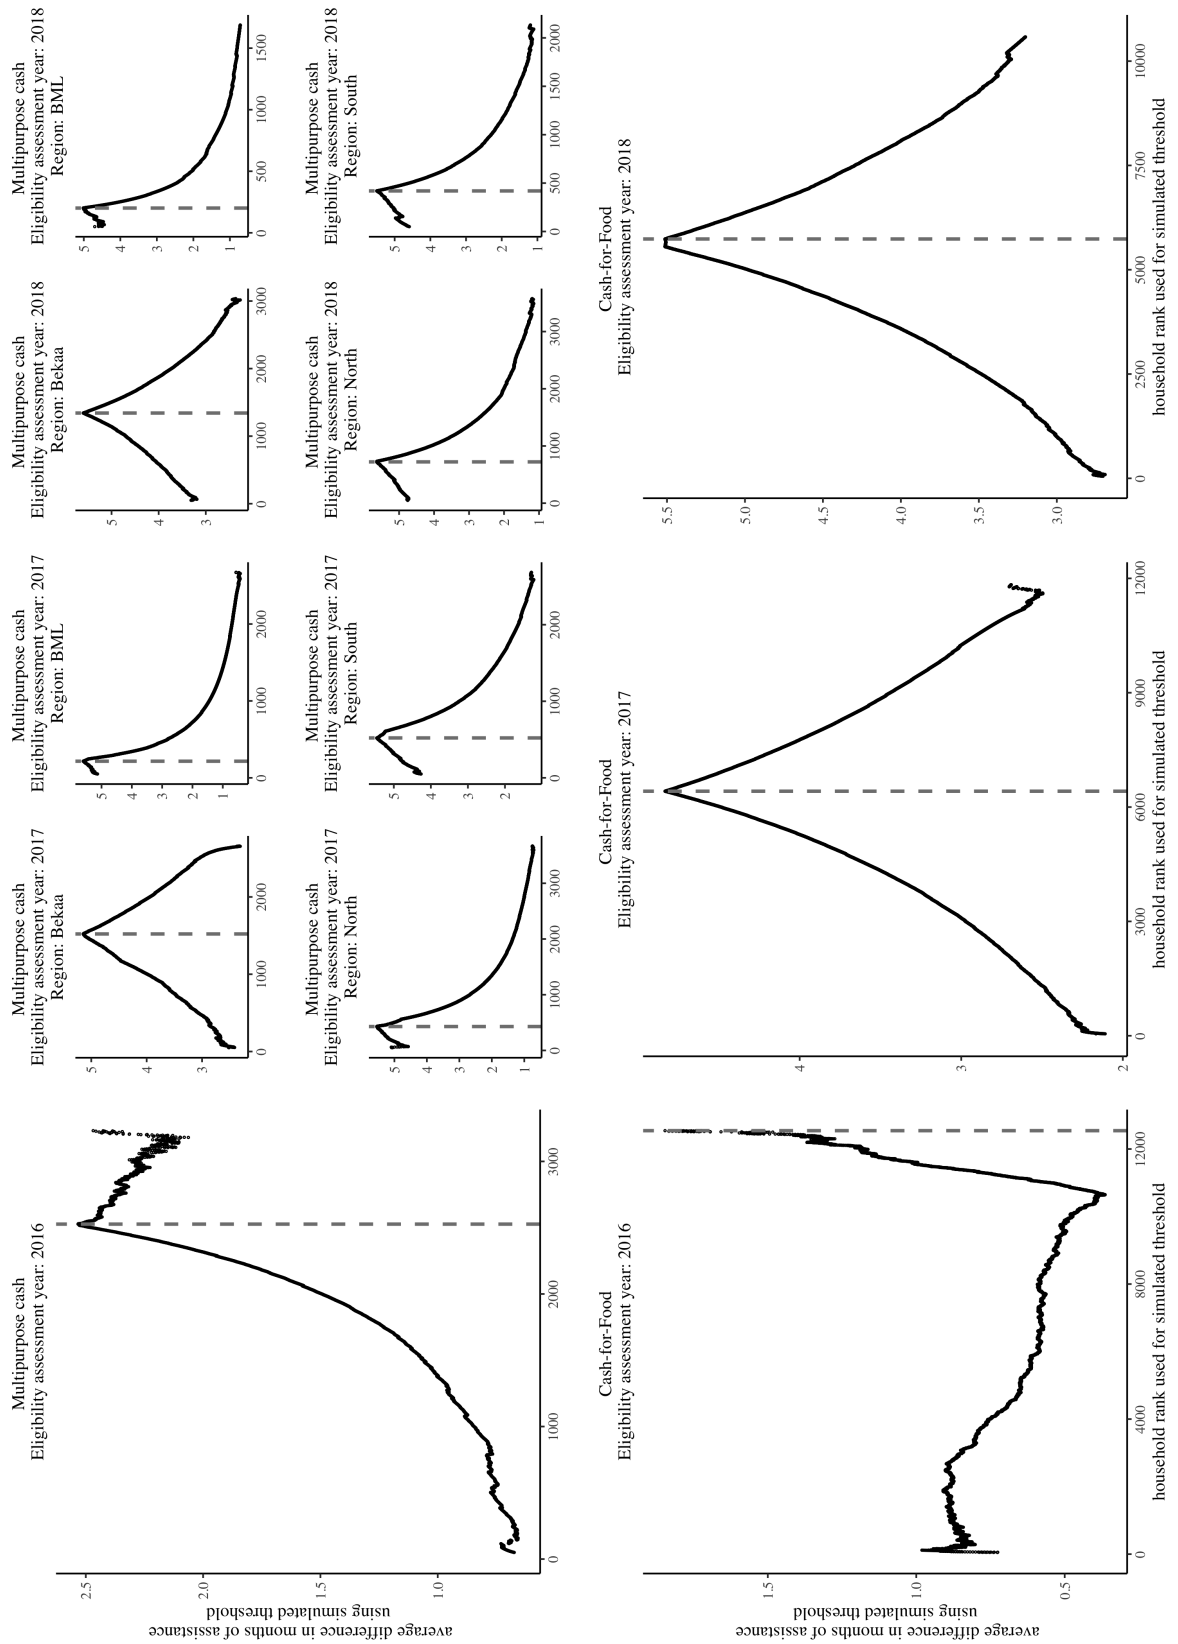 Multipurpose cash
Eligibility assessment year: 2016
average difference in months of assistance
using simulated threshold
2.5
2.0
1.5
1.0
0
1000
2000
3000
Multipurpose cash
Eligibility assessment year: 2017
Region: Bekaa
5
4
3
0
1000
2000
Multipurpose cash
Eligibility assessment year: 2017
Region: BML
5
4
3
2
1
0
1000
2000
Multipurpose cash
Eligibility assessment year: 2018
Region: Bekaa
5
4
3
0
1000
2000
3000
Multipurpose cash
Eligibility assessment year: 2018
Region: BML
5
4
3
2
1
0
500
1000
1500
Multipurpose cash
Eligibility assessment year: 2017
Region: North
5
4
3
2
1
0
1000
2000
3000
Multipurpose cash
Eligibility assessment year: 2017
Region: South
5
4
3
2
0
1000
2000
Multipurpose cash
Eligibility assessment year: 2018
Region: North
5
4
3
2
1
0
1000
2000
3000
Multipurpose cash
Eligibility assessment year: 2018
Region: South
5
4
3
2
1
0
500
1000
1500
2000
Cash-for-Food
Eligibility assessment year: 2016
average difference in months of assistance
using simulated threshold
1.5
1.0
0.5
0
4000
8000
12000
household rank used for simulated threshold
Cash-for-Food
Eligibility assessment year: 2017
4
3
2
0
3000
6000
9000
12000
household rank used for simulated threshold
Cash-for-Food
Eligibility assessment year: 2018
5.5
5.0
4.5
4.0
3.5
3.0
0
2500
5000
7500
10000
household rank used for simulated threshold